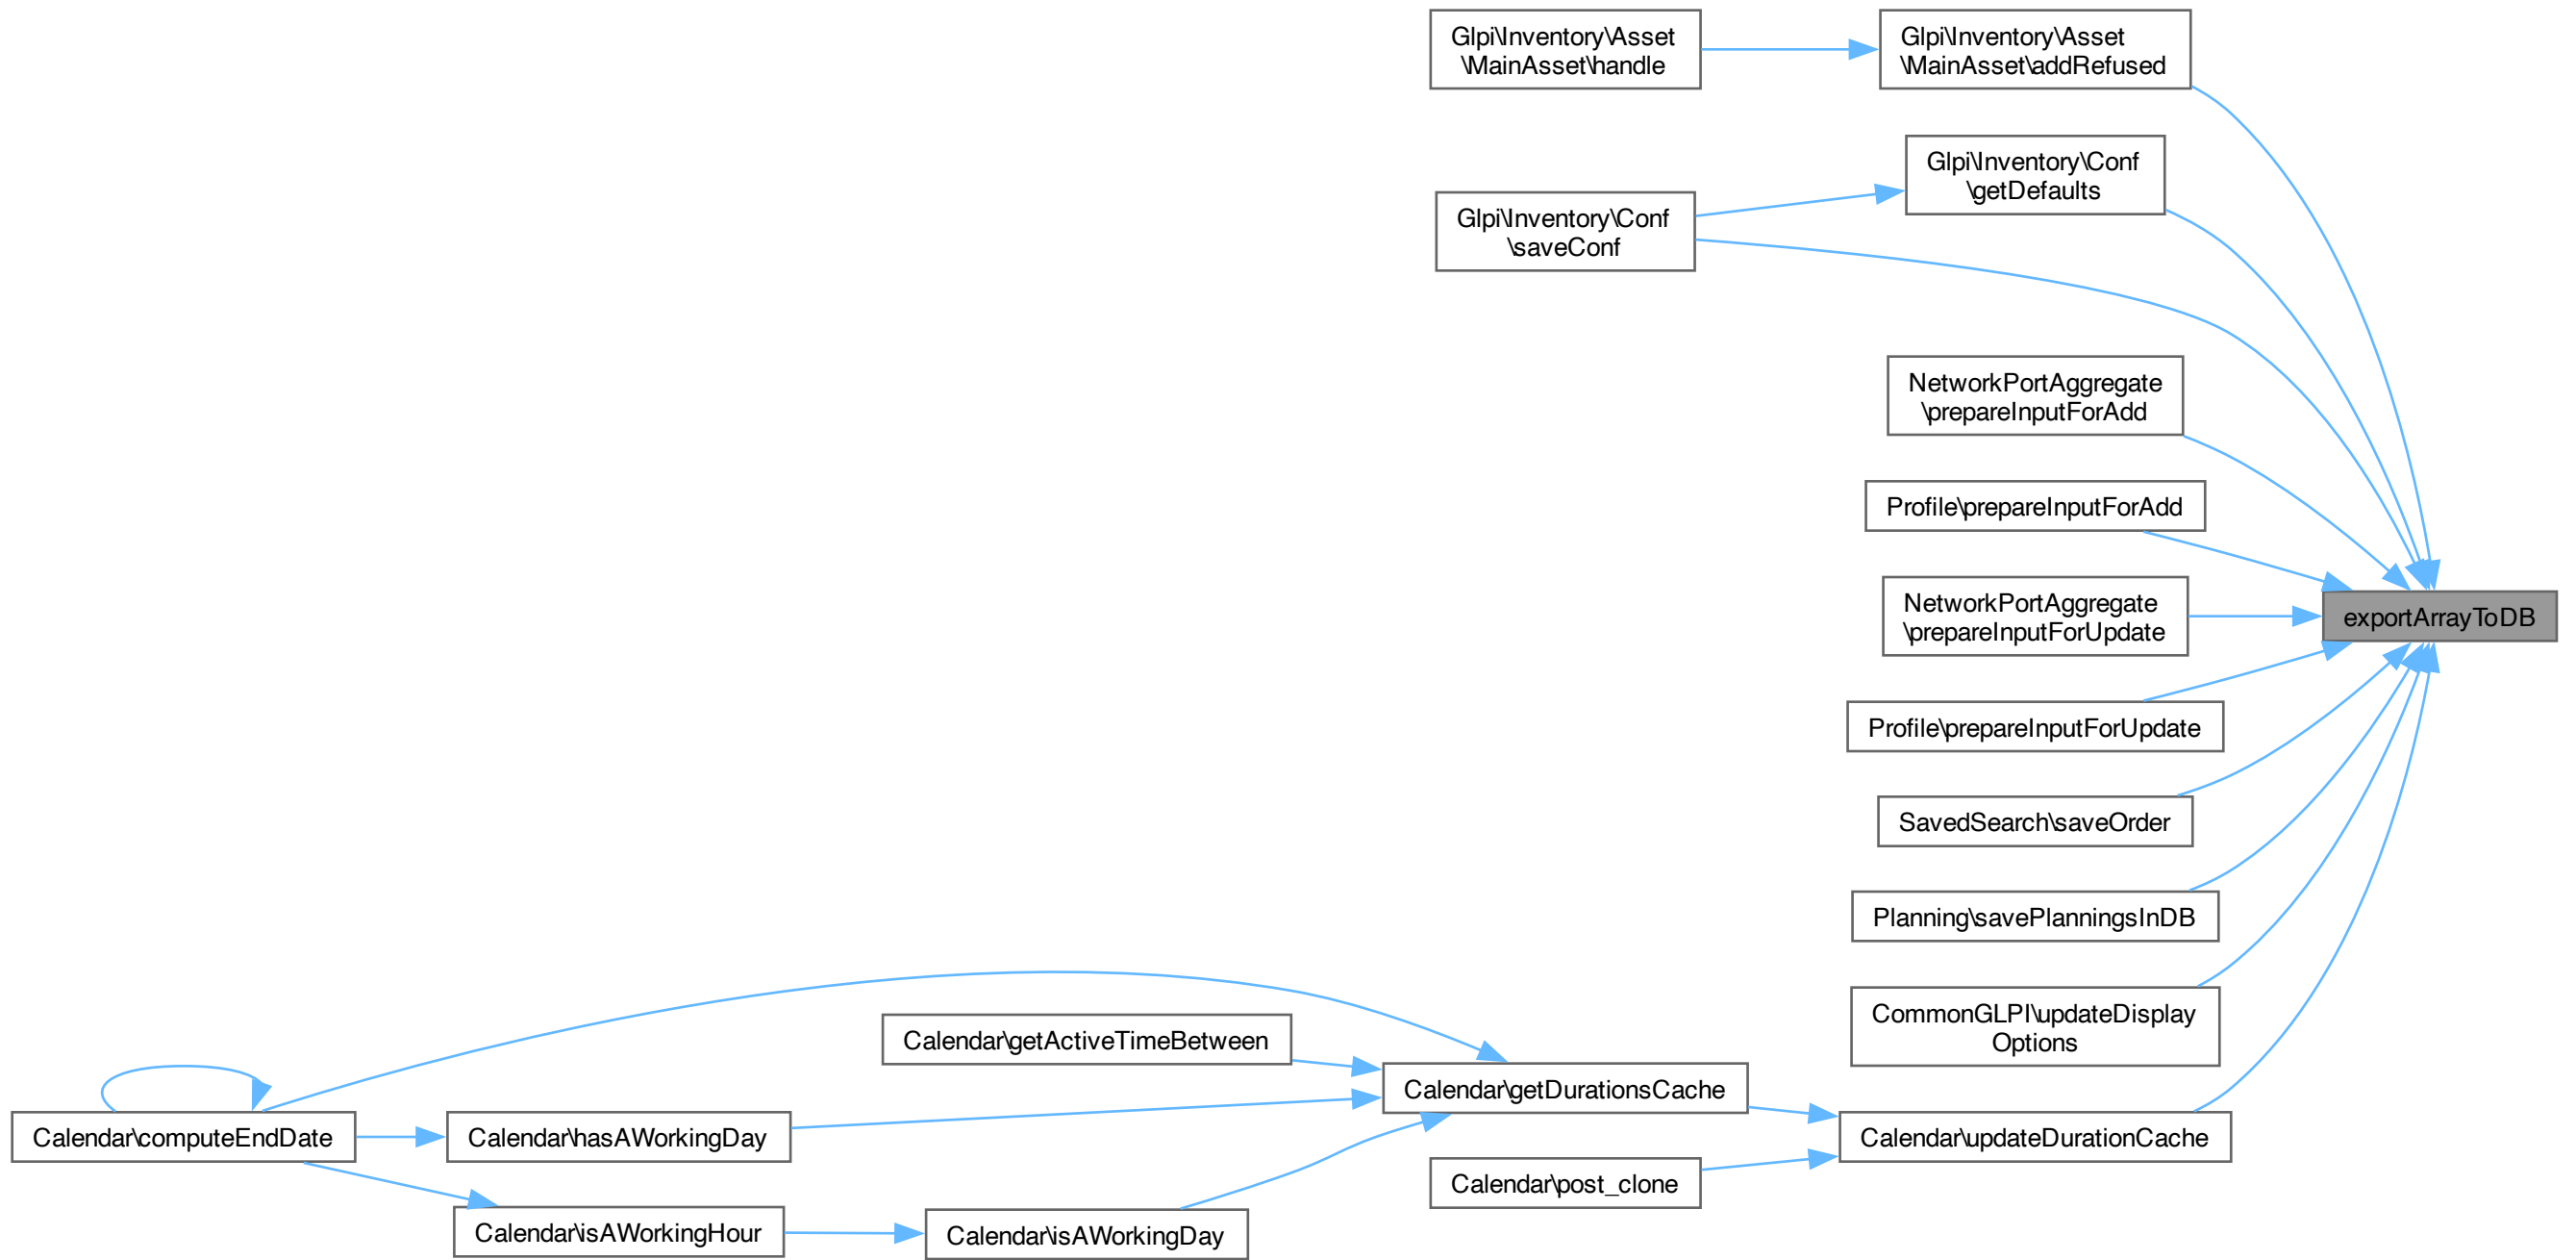 Glpi\Inventory\Asset
\MainAsset\handle
Glpi\Inventory\Asset
\MainAsset\addRefused
Glpi\Inventory\Conf
\getDefaults
Glpi\Inventory\Conf
\saveConf
NetworkPortAggregate
\prepareInputForAdd
Profile\prepareInputForAdd
NetworkPortAggregate
\prepareInputForUpdate
exportArrayToDB
Profile\prepareInputForUpdate
SavedSearch\saveOrder
Planning\savePlanningsInDB
CommonGLPI\updateDisplay
Options
Calendar\getActiveTimeBetween
Calendar\getDurationsCache
Calendar\computeEndDate
Calendar\hasAWorkingDay
Calendar\updateDurationCache
Calendar\post_clone
Calendar\isAWorkingHour
Calendar\isAWorkingDay